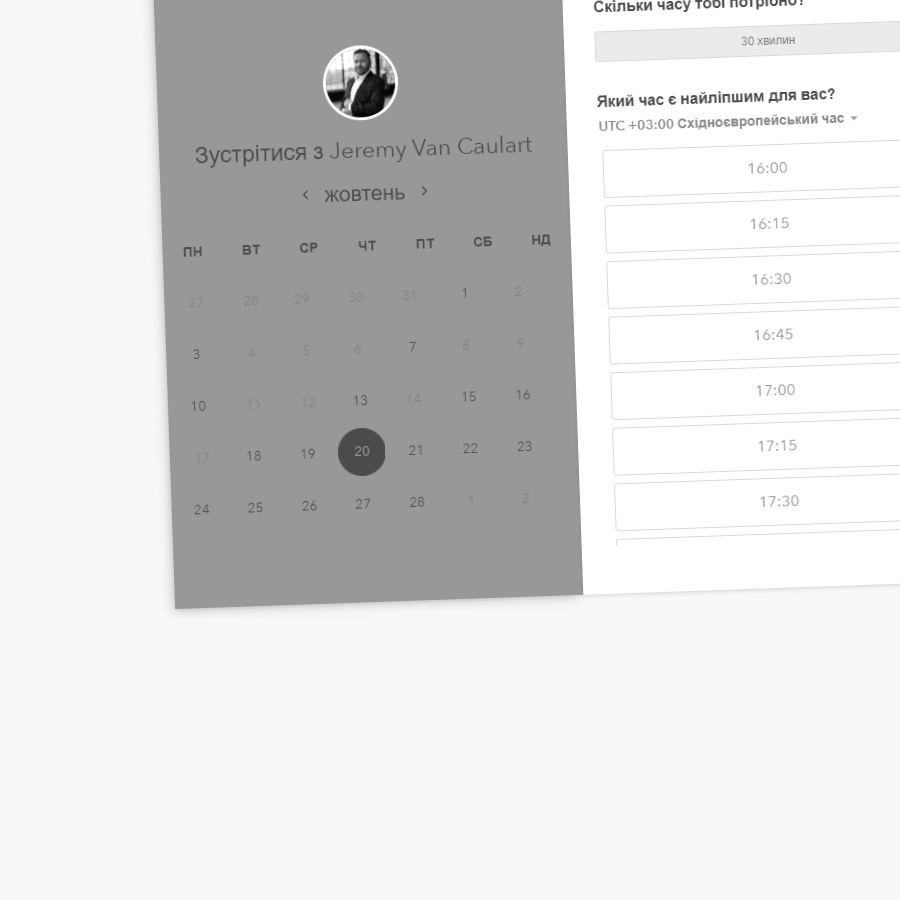 Зустрітися з Jeremy Van Caulart
< жовтень >
ПН ВТ СР ЧТ ПТ СБ НД
27 28 29 30 31 1 2
3 4 5 6 7 8 9
10 11 12 13 14 15 16
17 18 19 20 21 22 23
24 25 26 27 28 1 2
Скільки часу тобі потрібно?
30 хвилин
Який час є найліпшим для вас?
UTC +03:00 Східноєвропейський час
16:00
16:15
16:30
16:45
17:00
17:15
17:30